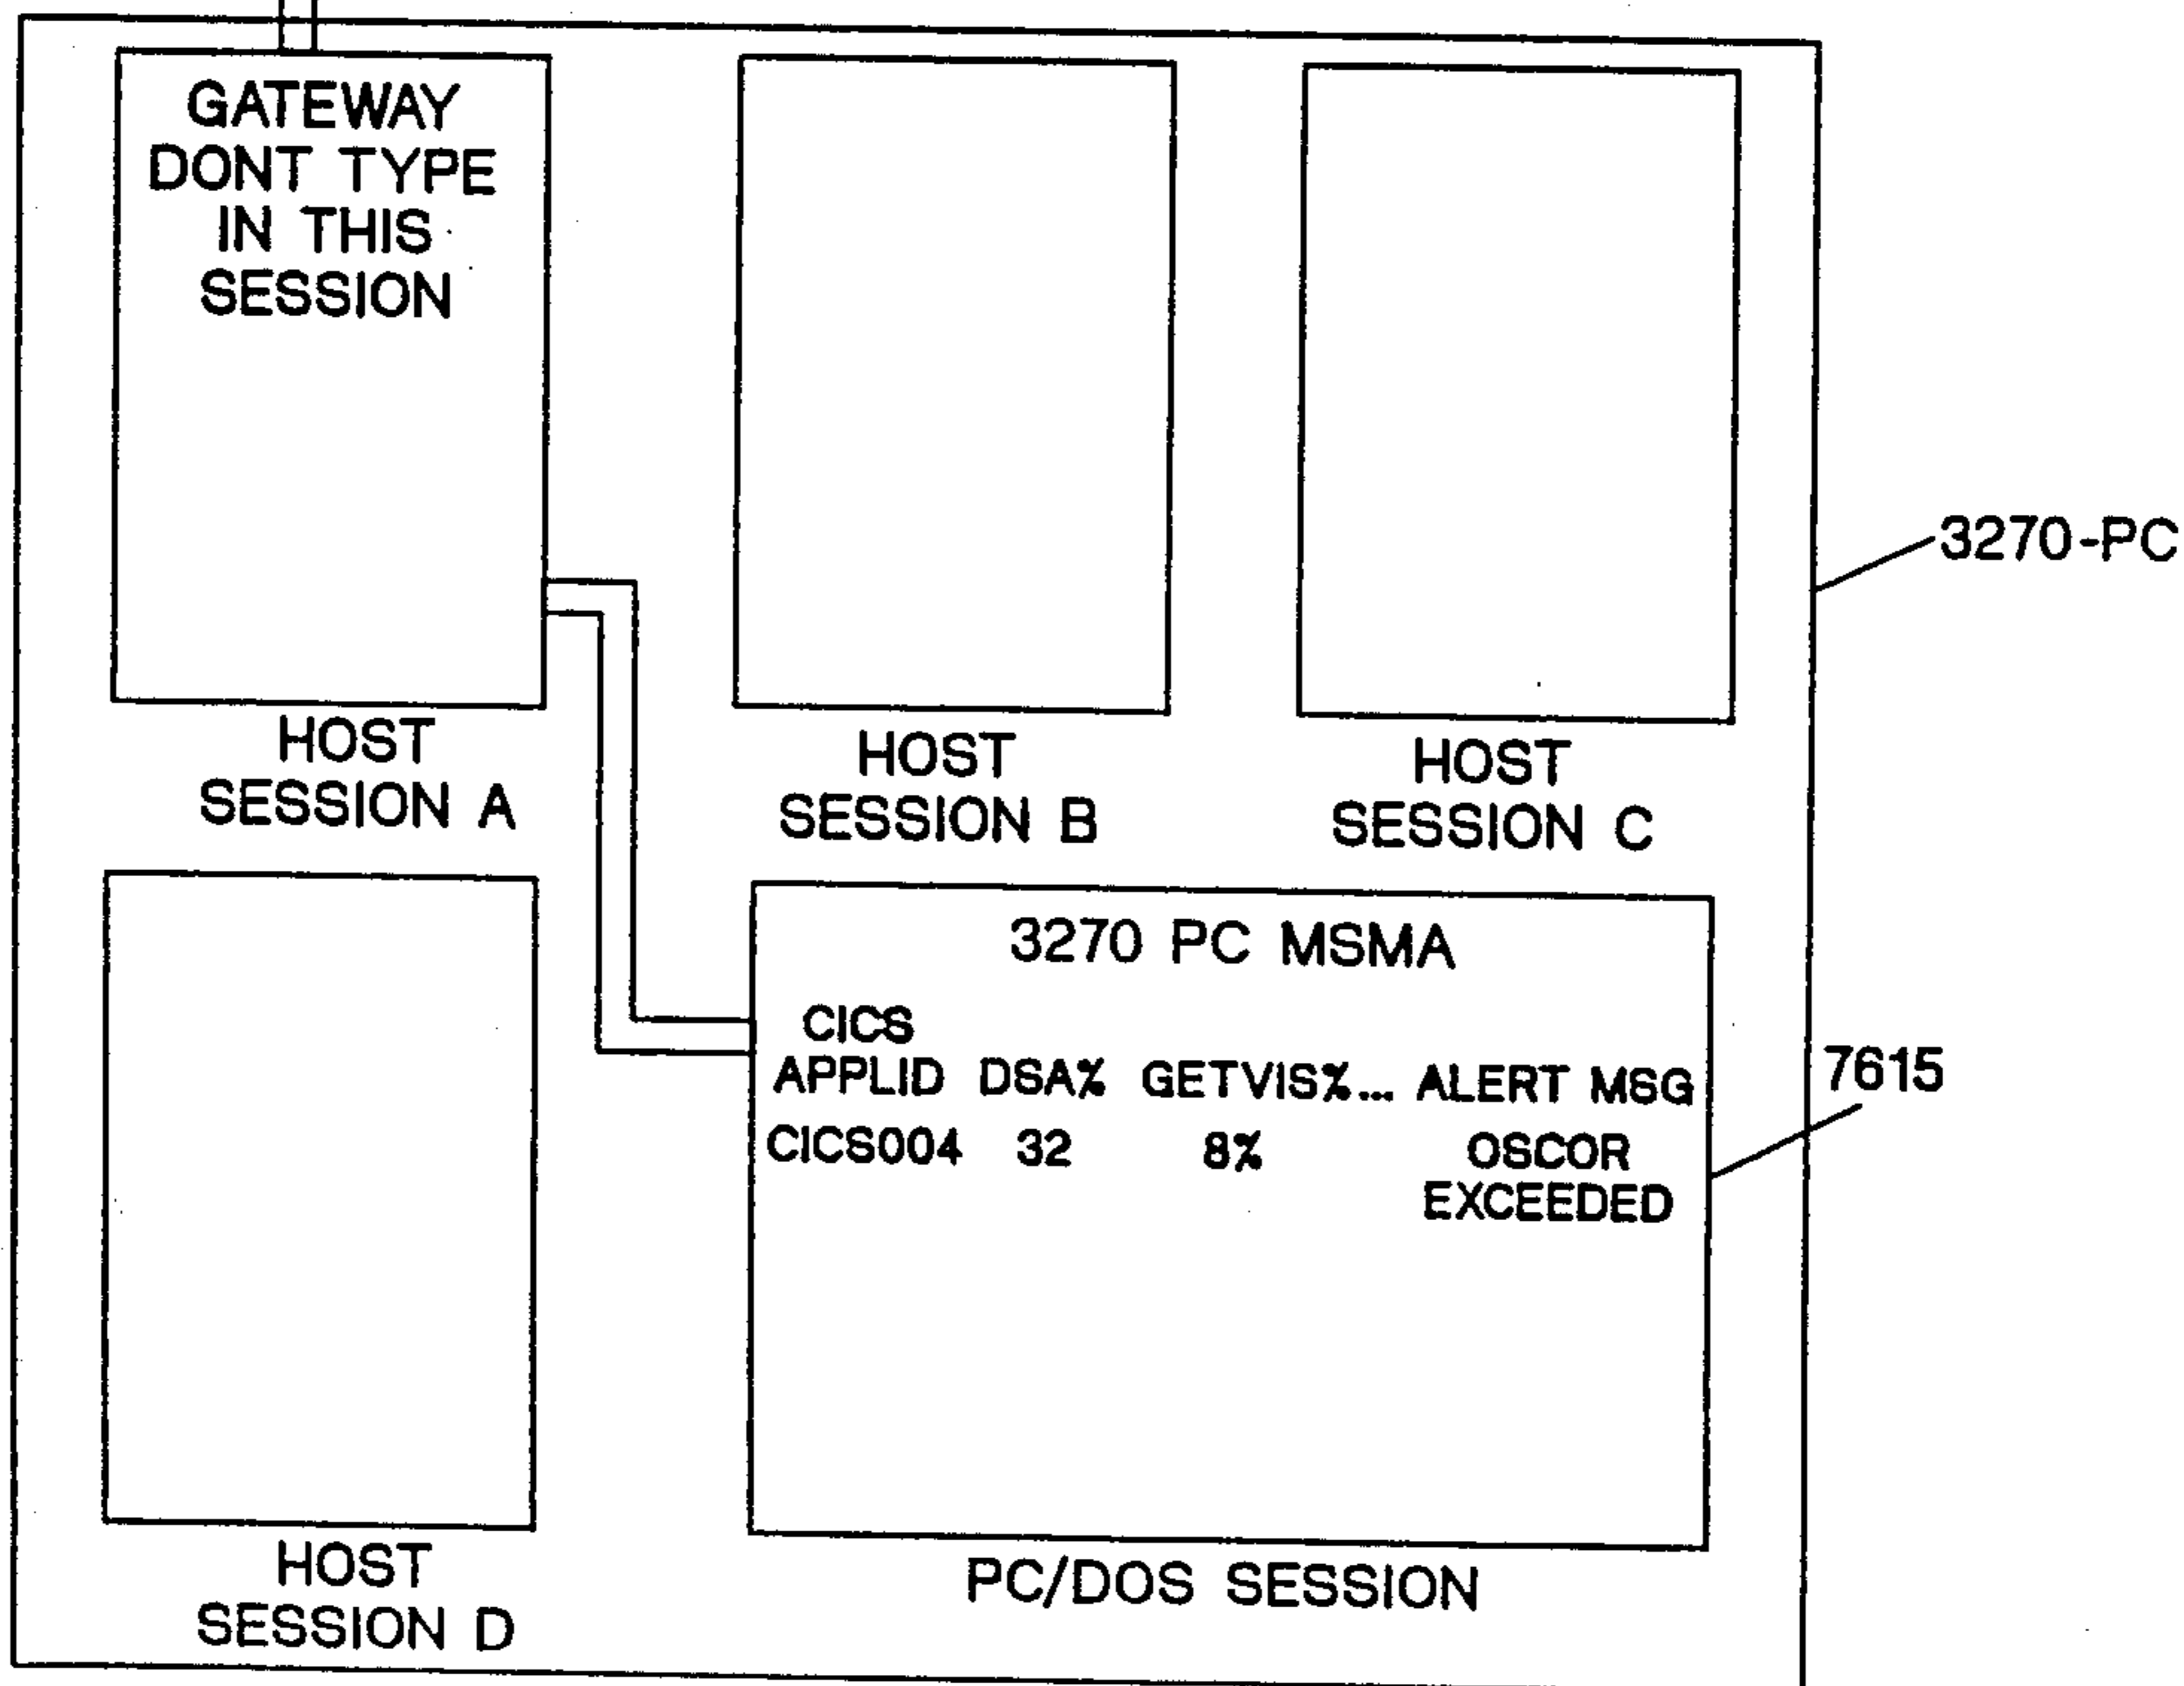 GATEWAY
DONT TYPE
IN THIS
SESSION
HOST
SESSION A
HOST
SESSION B
HOST
SESSION C
3270-PC
HOST
SESSION D
3270 PC MSMA
CICS
APPLID DSA% GETVIS%... ALERT MSG
CICS004 32 8% OSCOR
EXCEEDED
7615
PC/DOS SESSION